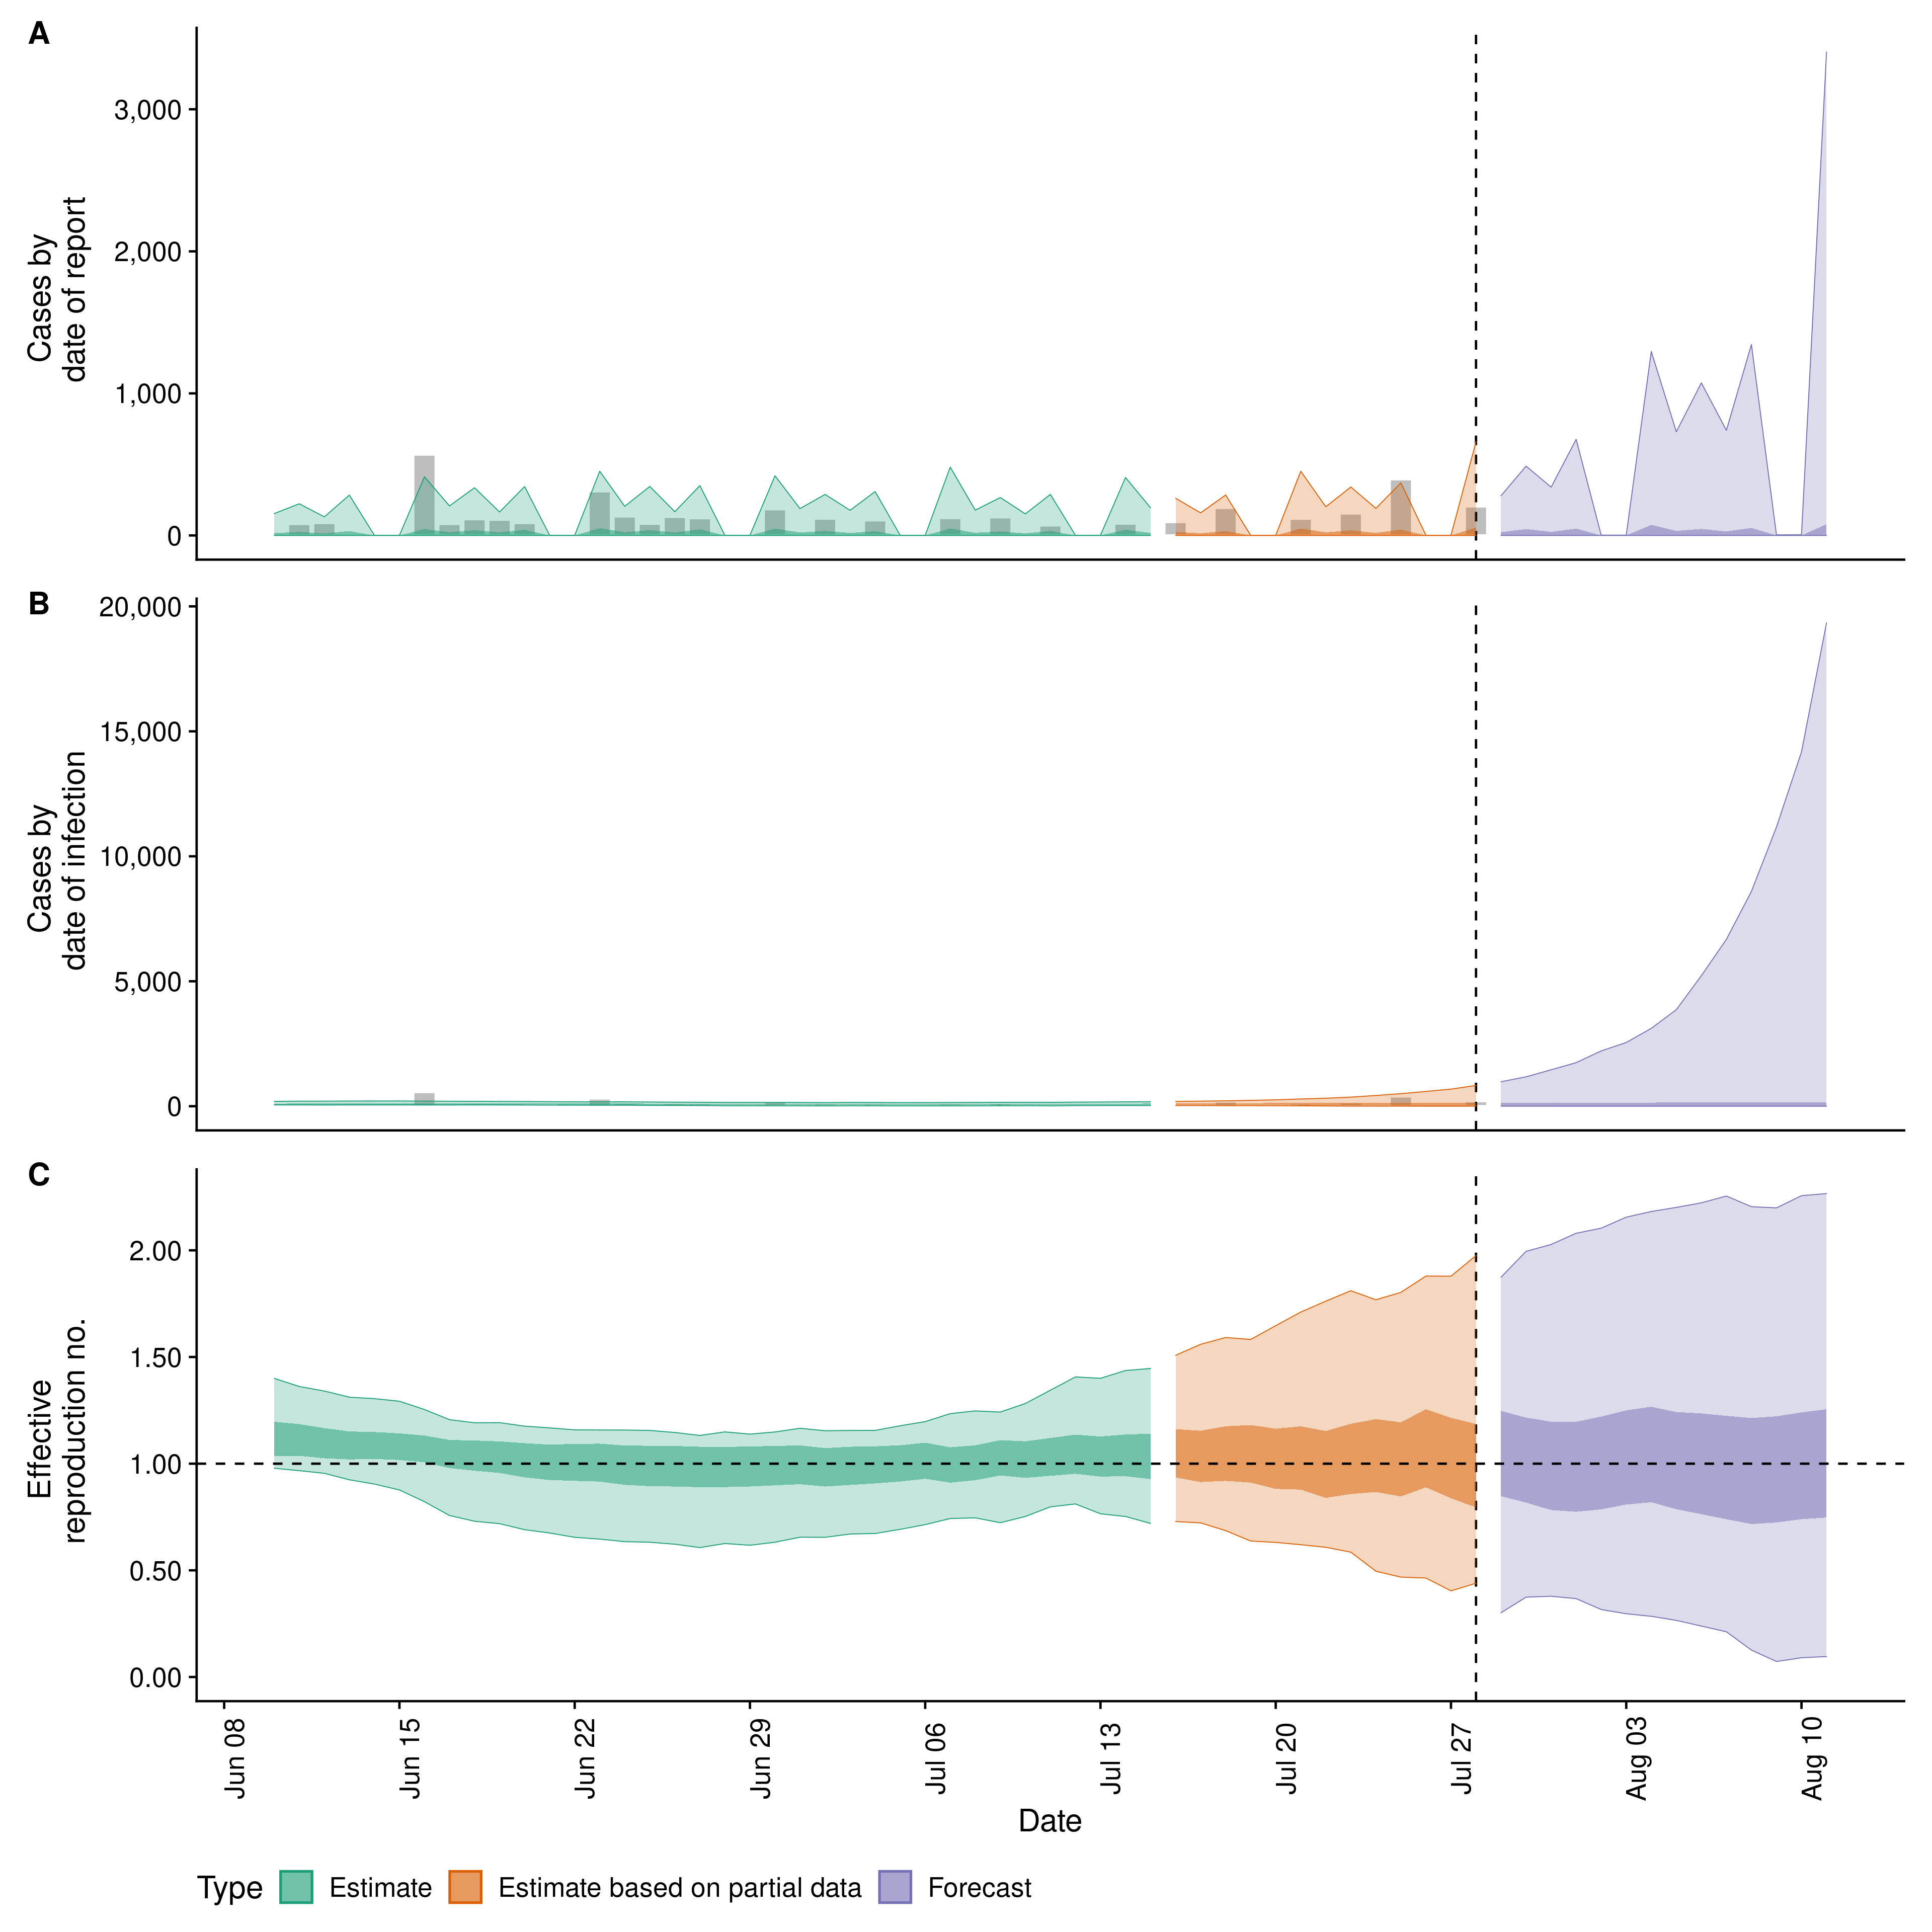 A
Cases by
date of report
3,000
2,000
1,000
0
B
Cases by
date of infection
20,000
15,000
10,000
5,000
0
C
Effective
reproduction no.
2.00
1.50
1.00
0.50
0.00
Jun 08
Jun 15
Jun 22
Jun 29
Jul 06
Jul 13
Jul 20
Jul 27
Aug 03
Aug 10
Date
Type Estimate Estimate based on partial data Forecast